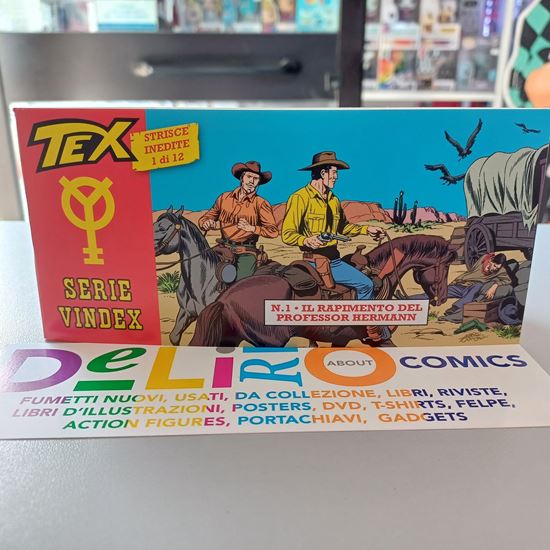 TEX
STRISCE
INEDITE
1 di 12
SERIE
VINDEX
N.1 • IL RAPIMENTO DEL
PROFESSOR HERMANN
DeLiRIO ABOUT COMICS
FUMETTI NUOVI, USATI, DA COLLEZIONE, LIBRI, RIVISTE,
LIBRI D'ILLUSTRAZIONI, POSTERS, DVD, T-SHIRTS, FELPE,
ACTION FIGURES, PORTACHIAVI, GADGETS